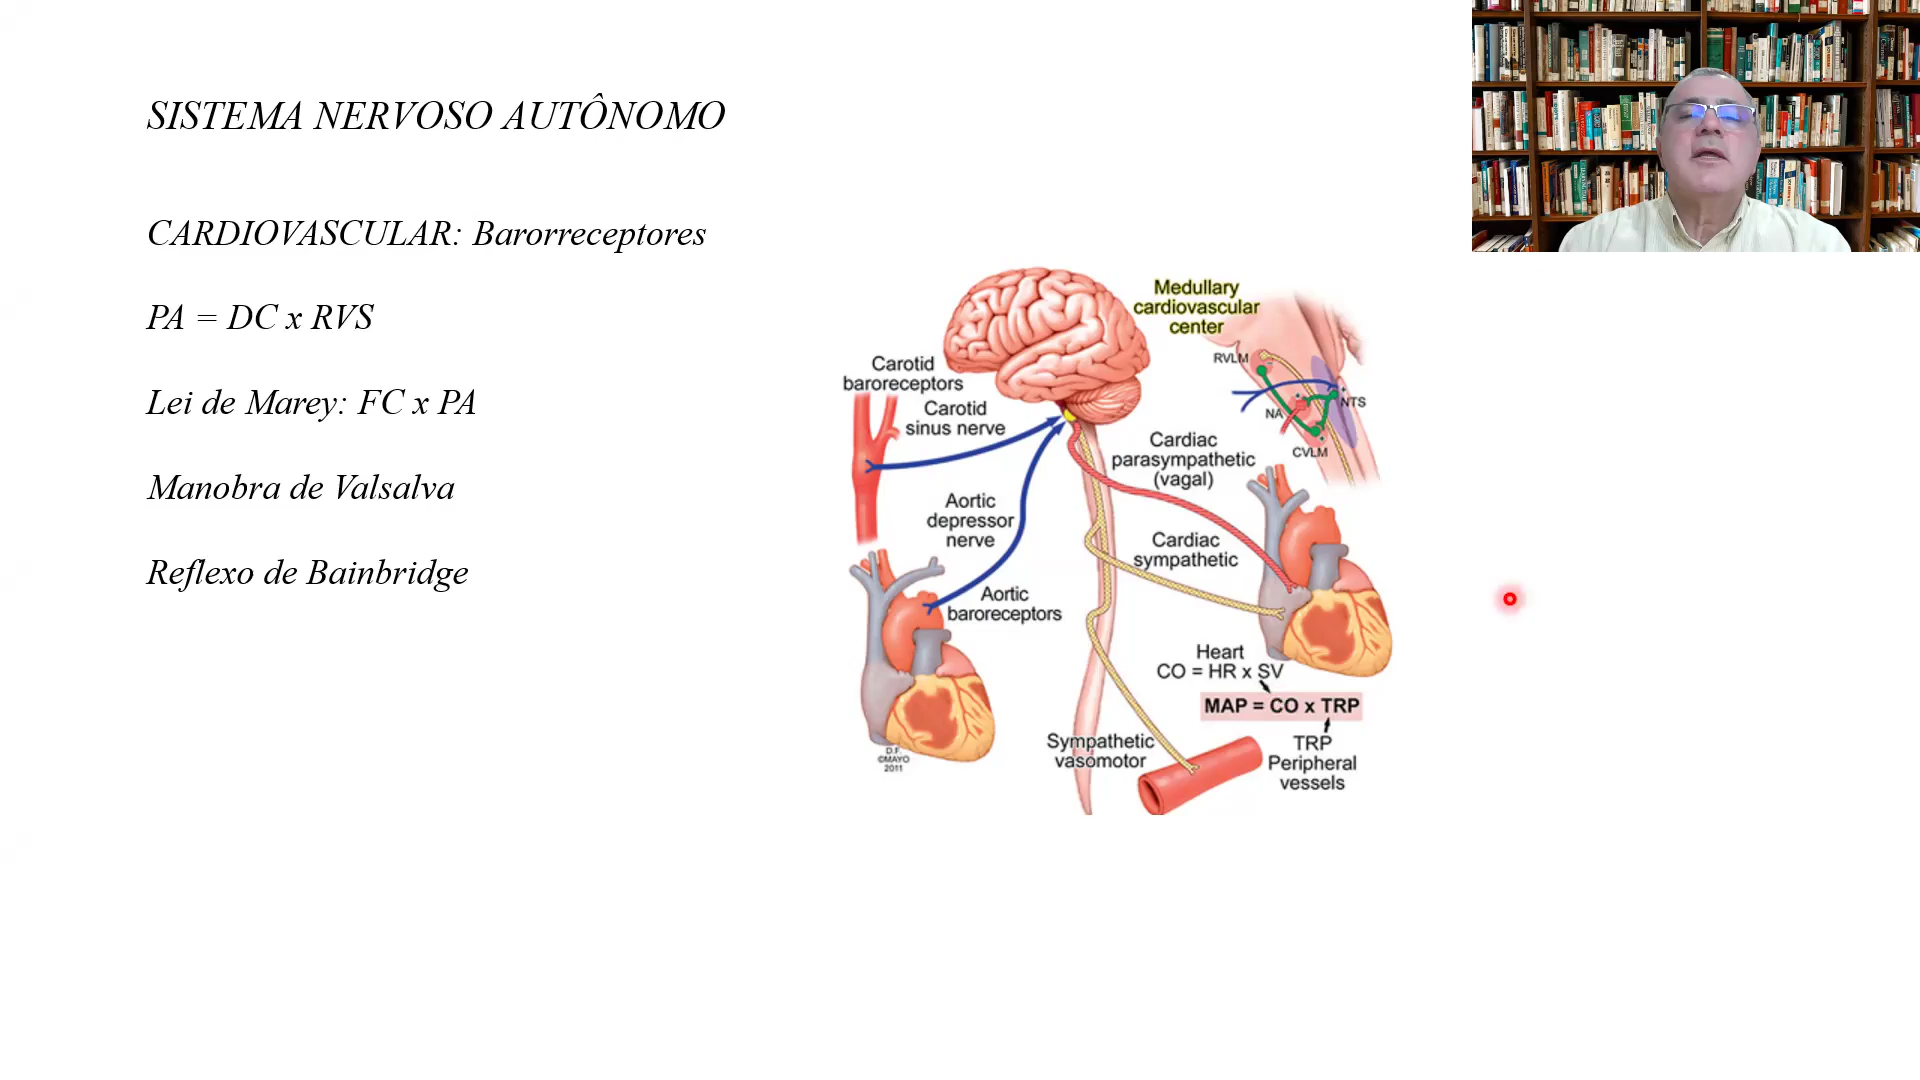 SISTEMA NERVOSO AUTÔNOMO
CARDIOVASCULAR: Barorreceptores
PA = DC x RVS
Lei de Marey: FC x PA
Manobra de Valsalva
Reflexo de Bainbridge
Medullary
cardiovascular
center
RVLM
NTS
NA
CVLM
Carotid
baroreceptors
Carotid
sinus nerve
Cardiac
parasympathetic
(vagal)
Aortic
depressor
nerve
Cardiac
sympathetic
Aortic
baroreceptors
Heart
CO = HR x SV
MAP = CO x TRP
TRP
Peripheral
vessels
Sympathetic
vasomotor
D.F.
©MAYO
2011